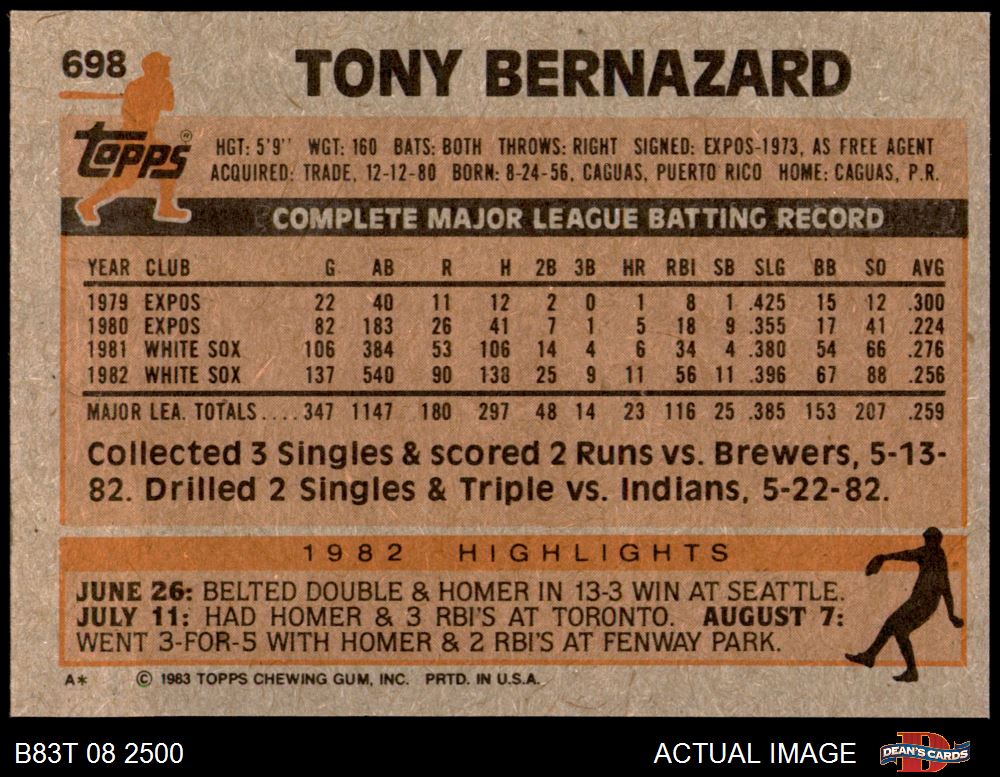 698
TONY BERNAZARD
topps®
HGT: 5'9'' WGT: 160 BATS: BOTH THROWS: RIGHT SIGNED: EXPOS-1973, AS FREE AGENT
ACQUIRED: TRADE, 12-12-80 BORN: 8-24-56, CAGUAS, PUERTO RICO HOME: CAGUAS, P.R.
COMPLETE MAJOR LEAGUE BATTING RECORD
YEAR CLUB G AB R H 2B 3B HR RBI SB SLG BB SO AVG
1979 EXPOS 22 40 11 12 2 0 1 8 1 .425 15 12 .300
1980 EXPOS 82 183 26 41 7 1 5 18 9 .355 17 41 .224
1981 WHITE SOX 106 384 53 106 14 4 6 34 4 .380 54 66 .276
1982 WHITE SOX 137 540 90 138 25 9 11 56 11 .396 67 88 .256
MAJOR LEA. TOTALS.... 347 1147 180 297 48 14 23 116 25 .385 153 207 .259
Collected 3 Singles & scored 2 Runs vs. Brewers, 5-13-
82. Drilled 2 Singles & Triple vs. Indians, 5-22-82.
1982 HIGHLIGHTS
JUNE 26: BELTED DOUBLE & HOMER IN 13-3 WIN AT SEATTLE.
JULY 11: HAD HOMER & 3 RBI'S AT TORONTO. AUGUST 7:
WENT 3-FOR-5 WITH HOMER & 2 RBI'S AT FENWAY PARK.
A* © 1983 TOPPS CHEWING GUM, INC. PRTD. IN U.S.A.
B83T 08 2500 ACTUAL IMAGE DEAN'S CARDS